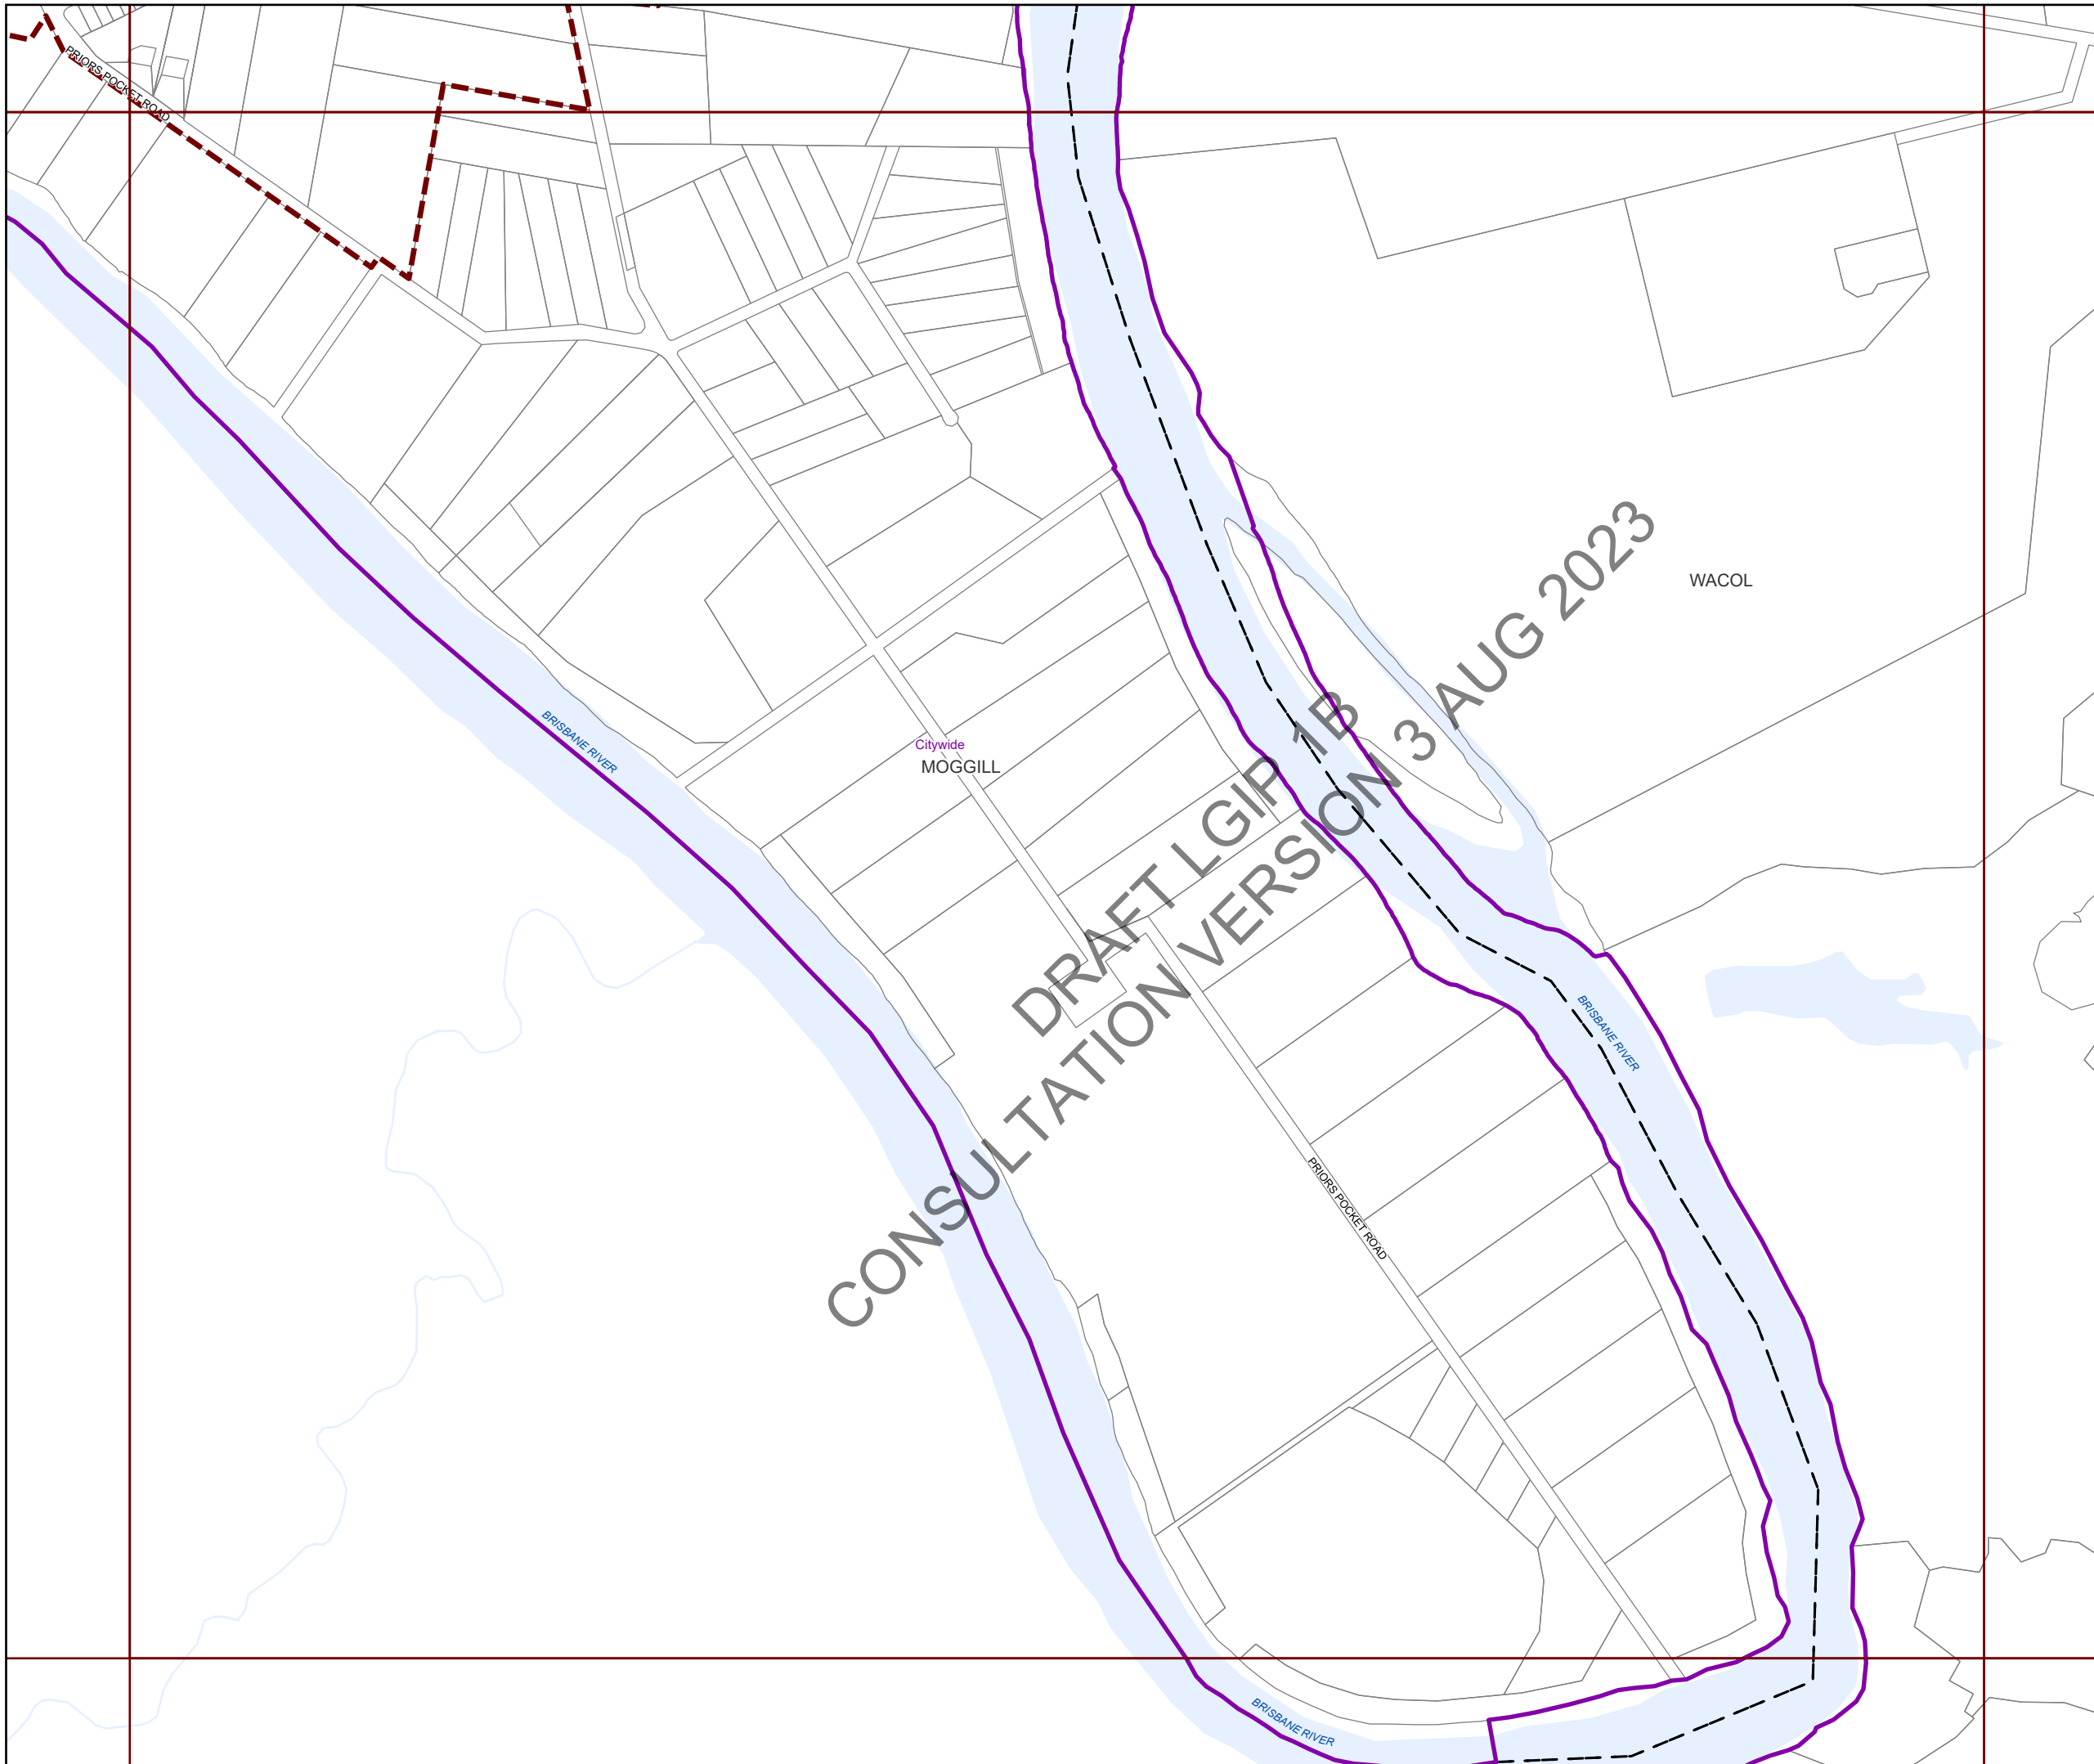 PRIORS POCKET ROAD
WACOL
BRISBANE RIVER
Citywide
MOGGILL
DRAFT LGIP 1B
CONSULTATION VERSION 3 AUG 2023
BRISBANE RIVER
PRIORS POCKET ROAD
BRISBANE RIVER